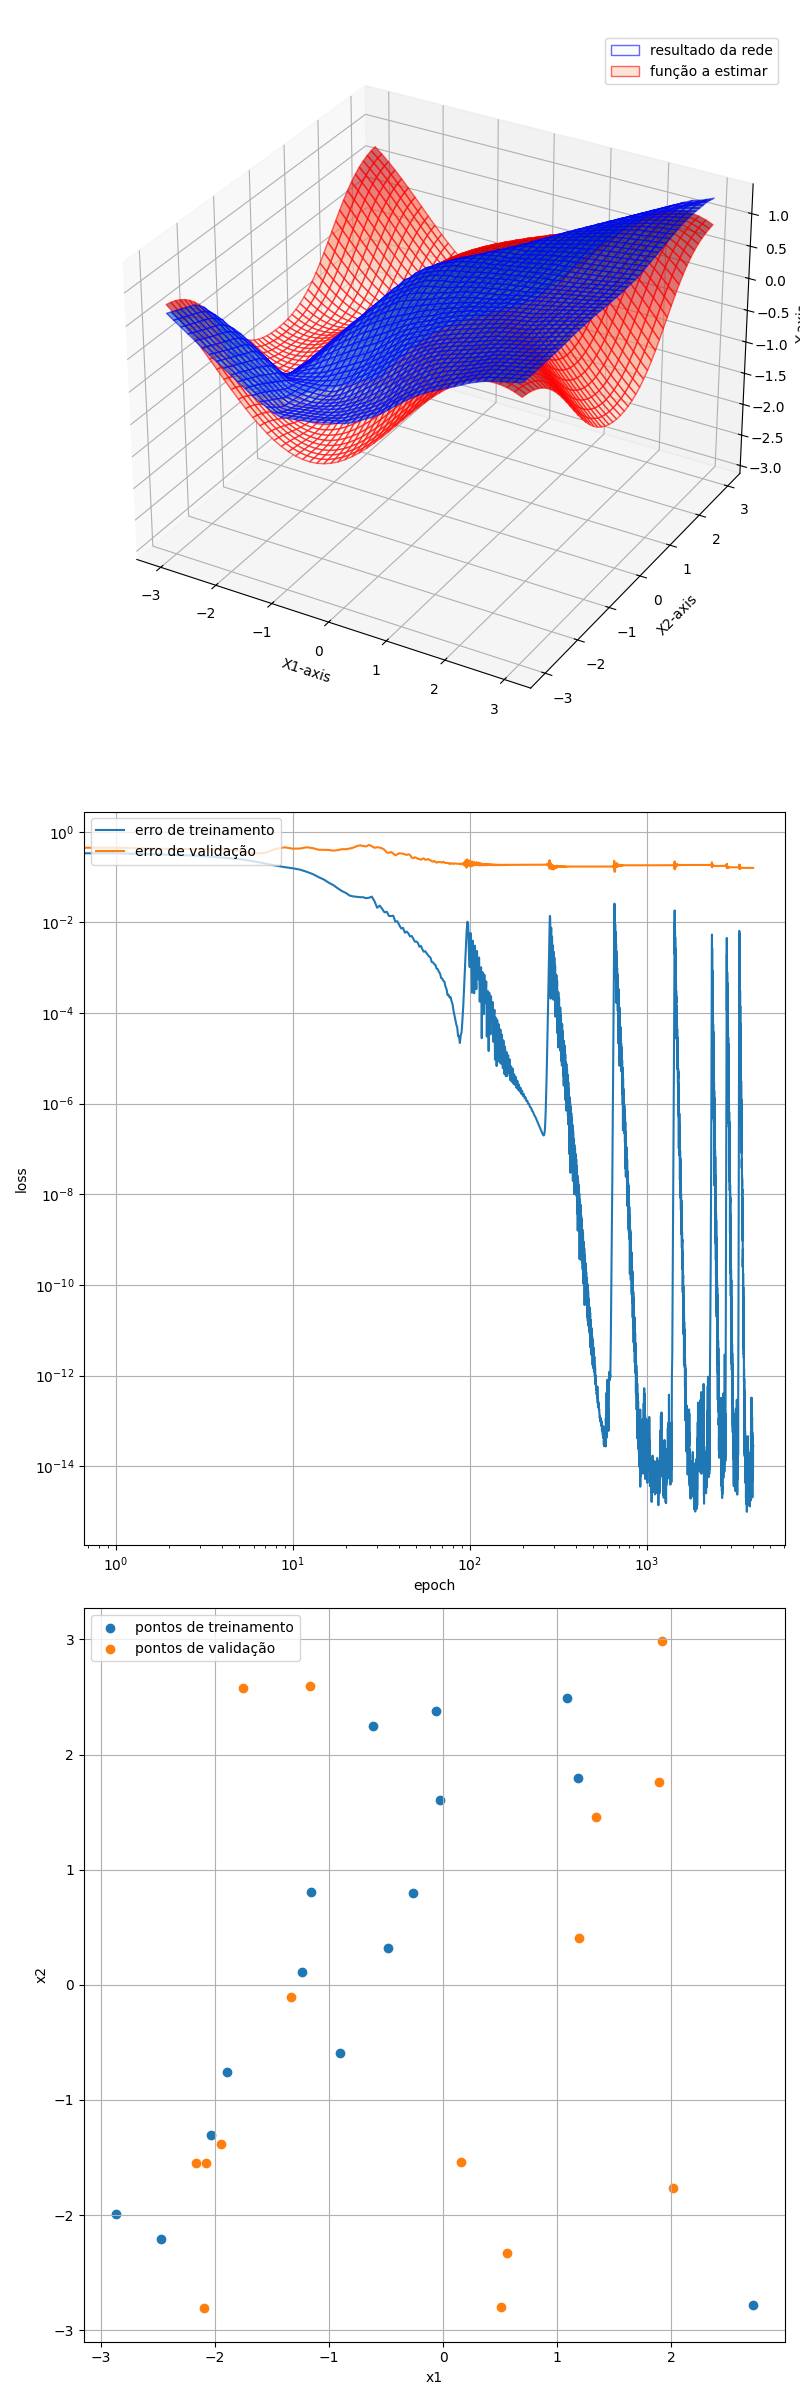 resultado da rede
função a estimar
1.0
0.5
0.0
−0.5
−1.0
−1.5
−2.0
−2.5
−3.0
3
2
1
0
−1
−2
−3
X2-axis
−3
−2
−1
0
1
2
3
X1-axis
erro de treinamento
erro de validação
10^0
10^−2
10^−4
10^−6
10^−8
10^−10
10^−12
10^−14
loss
10^0 10^1 10^2 10^3
epoch
pontos de treinamento
pontos de validação
3
2
1
0
−1
−2
−3
x2
−3 −2 −1 0 1 2
x1